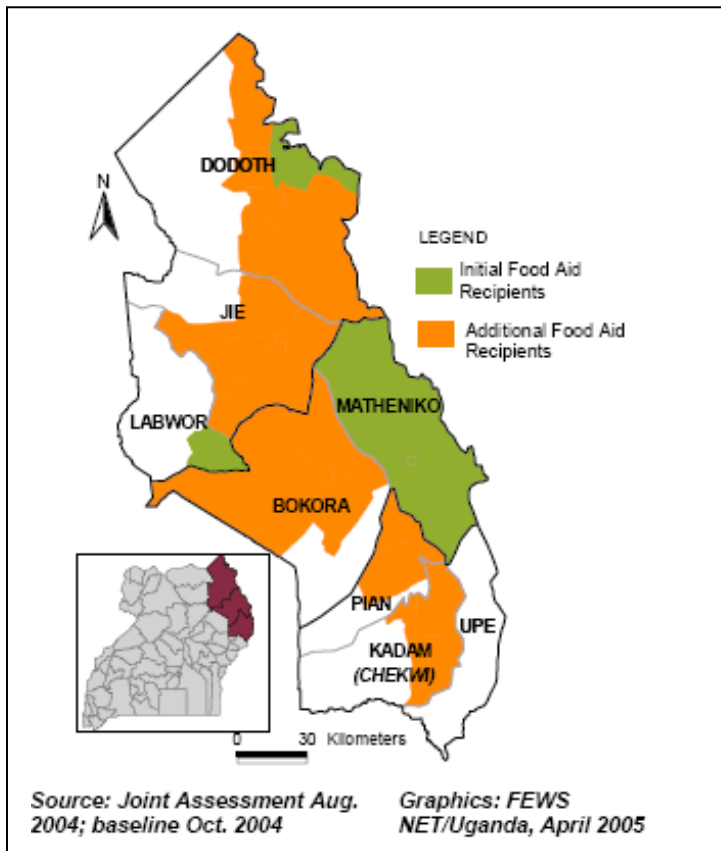 DODOTH
N
LEGEND
Initial Food Aid
Recipients
JIE
Additional Food Aid
Recipients
MATHENIKO
LABWOR
BOKORA
PIAN
UPE
KADAM
(CHEKWI)
0 30 Kilometers
Source: Joint Assessment Aug.
2004; baseline Oct. 2004
Graphics: FEWS
NET/Uganda, April 2005